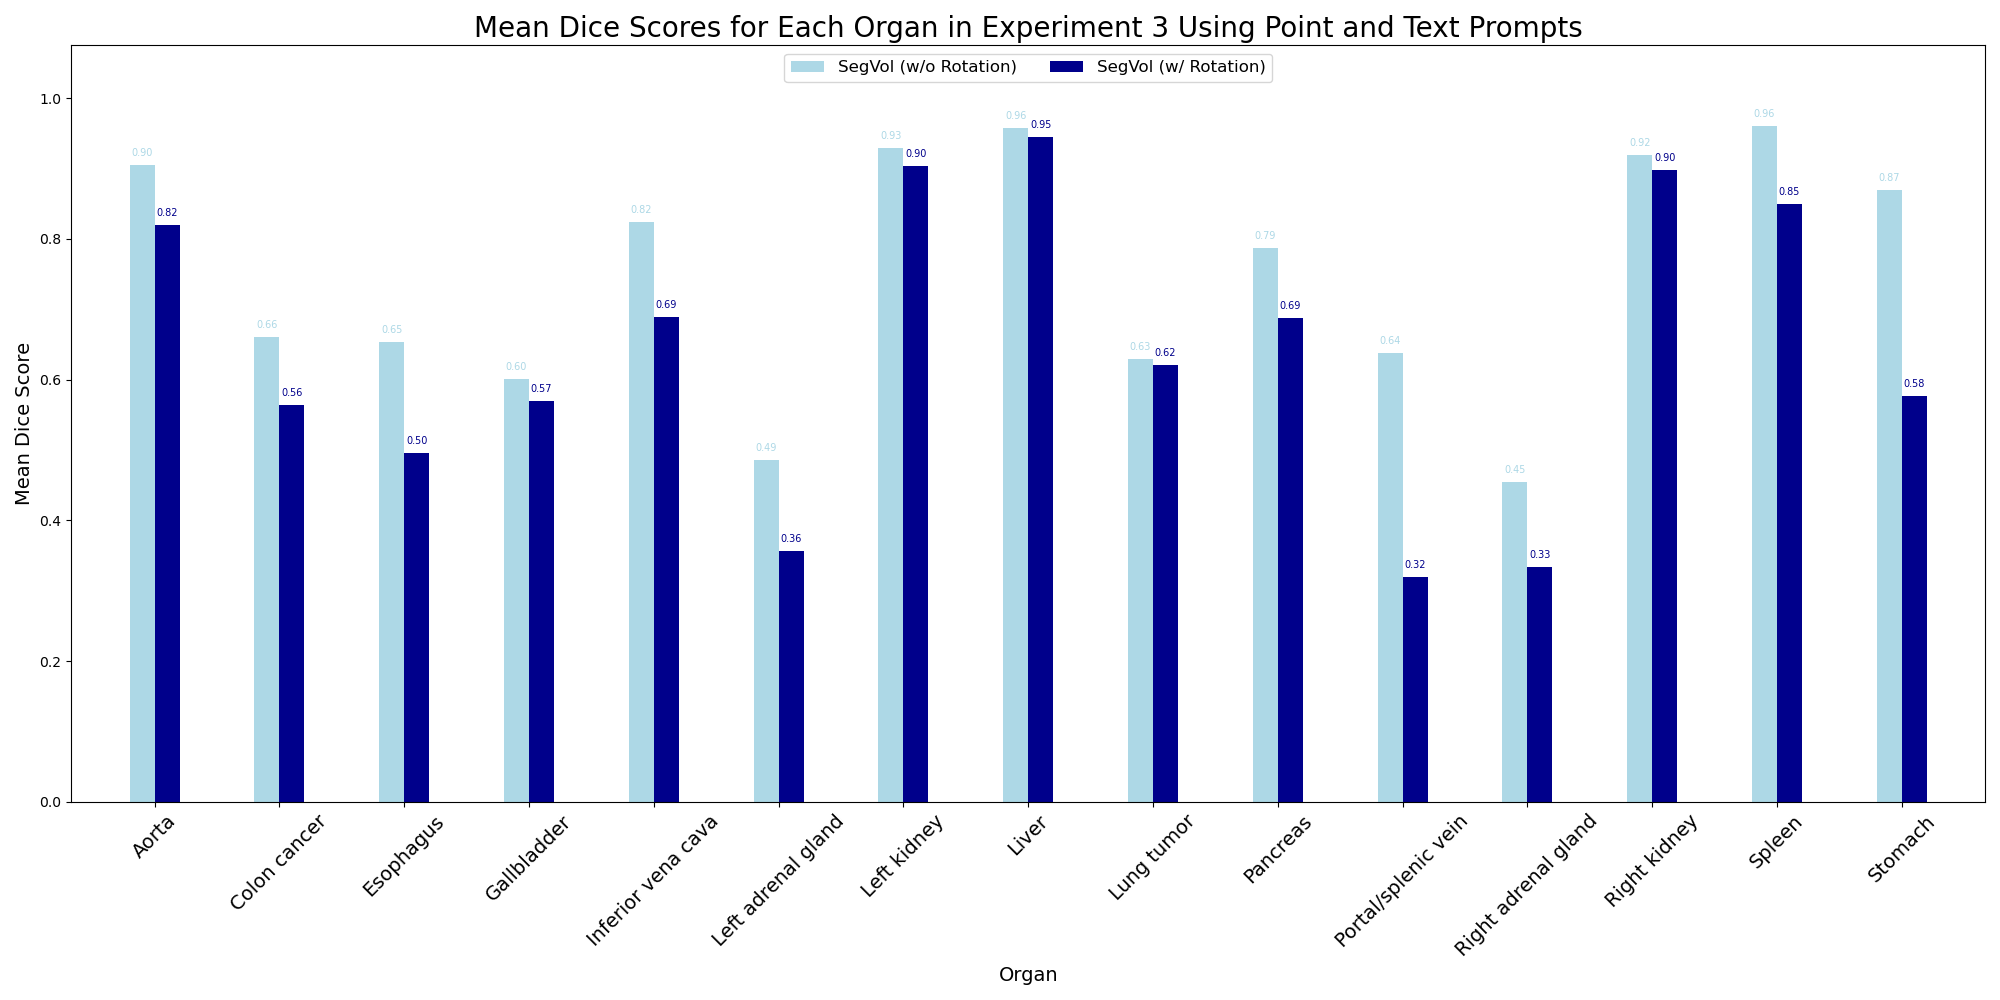 Mean Dice Scores for Each Organ in Experiment 3 Using Point and Text Prompts
SegVol (w/o Rotation) SegVol (w/ Rotation)
Mean Dice Score
1.0
0.8
0.6
0.4
0.2
0.0
0.90 0.82
0.66 0.56
0.65 0.50
0.60 0.57
0.82 0.69
0.49 0.36
0.93 0.90
0.96 0.95
0.63 0.62
0.79 0.69
0.64 0.32
0.45 0.33
0.92 0.90
0.96 0.85
0.87 0.58
Aorta
Colon cancer
Esophagus
Gallbladder
Inferior vena cava
Left adrenal gland
Left kidney
Liver
Lung tumor
Pancreas
Portal/splenic vein
Right adrenal gland
Right kidney
Spleen
Stomach
Organ